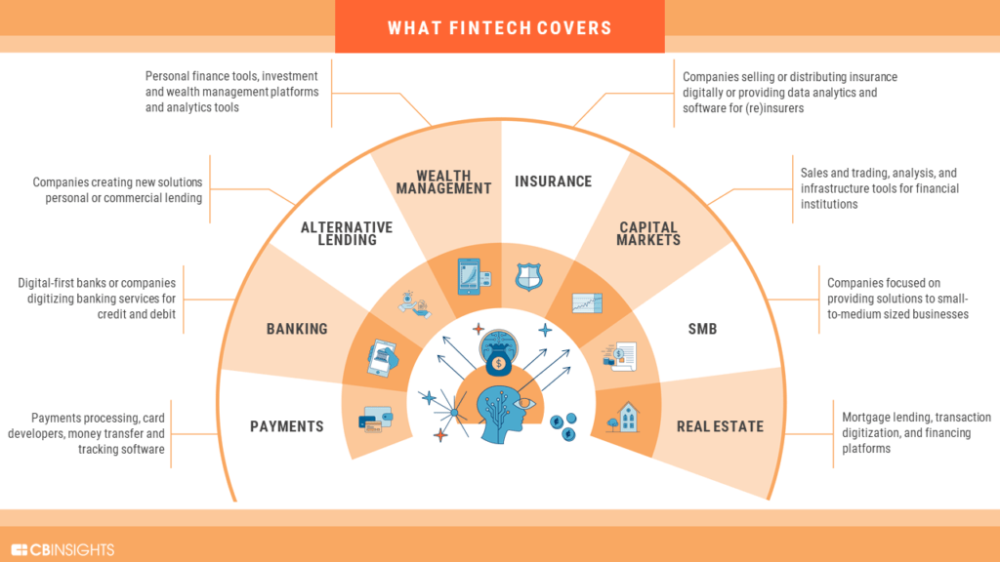 WHAT FINTECH COVERS
Personal finance tools, investment
and wealth management platforms
and analytics tools
Companies selling or distributing insurance
digitally or providing data analytics and
software for (re)insurers
Companies creating new solutions
personal or commercial lending
Sales and trading, analysis, and
infrastructure tools for financial
institutions
Digital-first banks or companies
digitizing banking services for
credit and debit
Companies focused on
providing solutions to small-
to-medium sized businesses
Payments processing, card
developers, money transfer and
tracking software
Mortgage lending, transaction
digitization, and financing
platforms
PAYMENTS
BANKING
ALTERNATIVE
LENDING
WEALTH
MANAGEMENT
INSURANCE
CAPITAL
MARKETS
SMB
REAL ESTATE
$
CBINSIGHTS